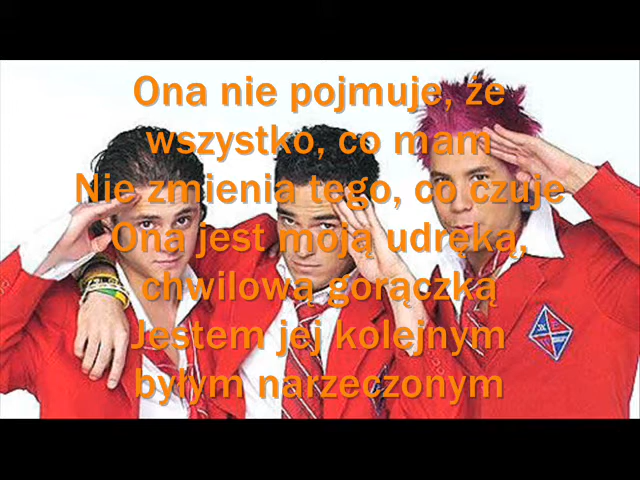 Ona nie pojmuje, że
wszystko, co mam
Nie zmienia tego, co czuje
Ona jest moją udręką,
chwilową gorączką
Jestem jej kolejnym
byłym narzeczonym